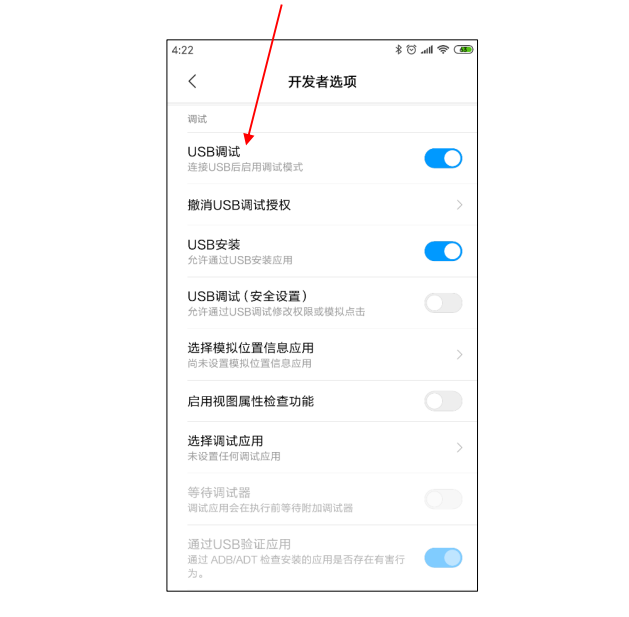 4:22
63
开发者选项
调试
USB调试
连接USB后启用调试模式
撤消USB调试授权
USB安装
允许通过USB安装应用
USB调试（安全设置）
允许通过USB调试修改权限或模拟点击
选择模拟位置信息应用
尚未设置模拟位置信息应用
启用视图属性检查功能
选择调试应用
未设置任何调试应用
等待调试器
调试应用会在执行前等待附加调试器
通过USB验证应用
通过 ADB/ADT 检查安装的应用是否存在有害行
为。